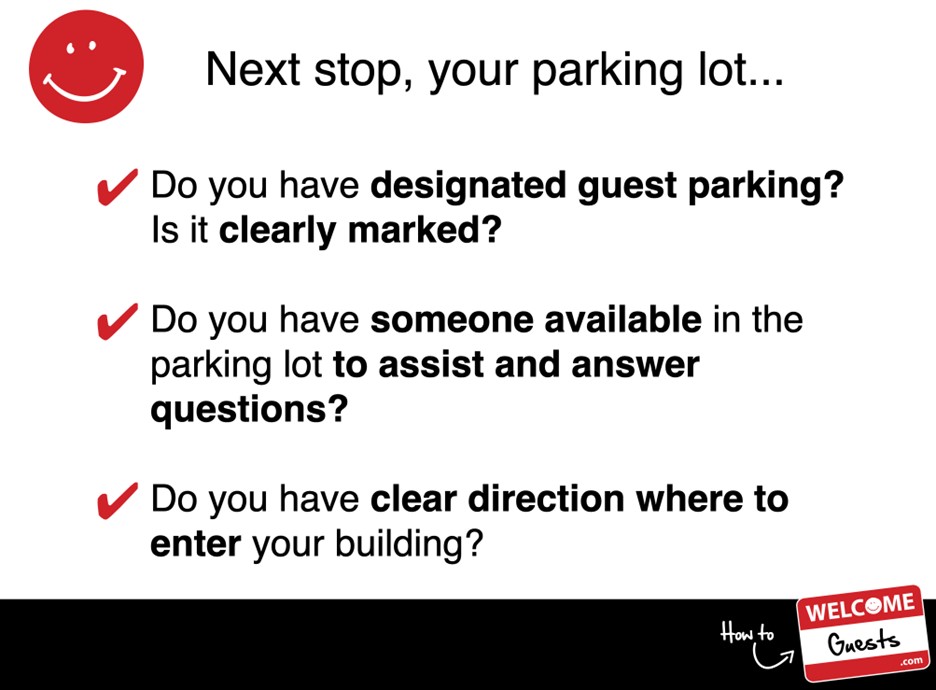 Next stop, your parking lot...
Do you have designated guest parking?
Is it clearly marked?
Do you have someone available in the
parking lot to assist and answer
questions?
Do you have clear direction where to
enter your building?
How to
WELCOME
Guests
.com